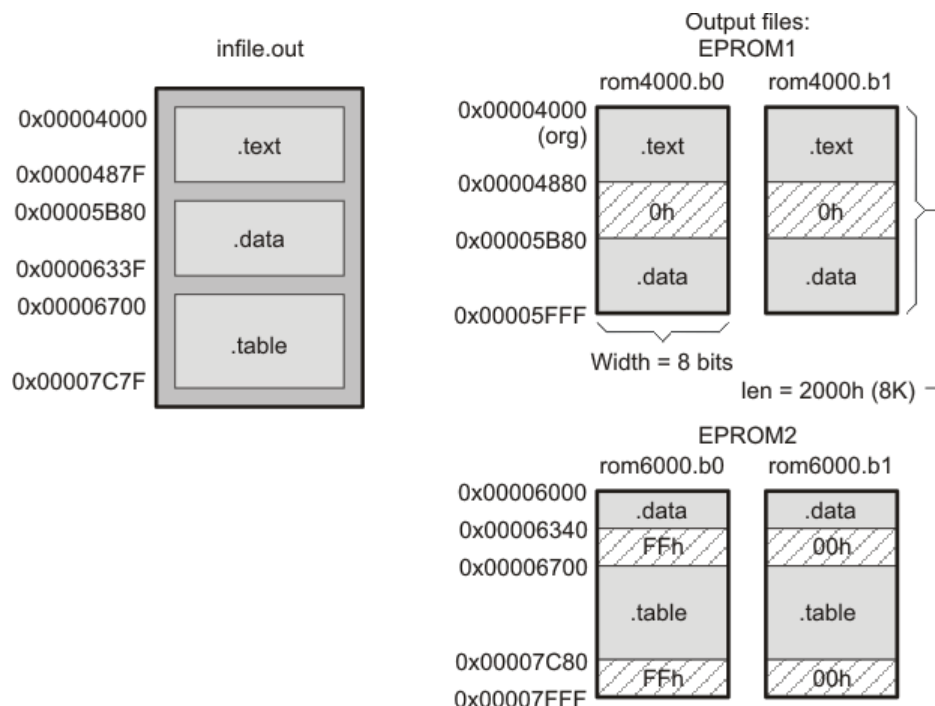 infile.out
0x00004000
.text
0x0000487F
0x00005B80
.data
0x0000633F
0x00006700
.table
0x00007C7F
Output files:
EPROM1
rom4000.b0 rom4000.b1
0x00004000
(org)
.text .text
0x00004880
0h 0h
0x00005B80
.data .data
0x00005FFF
Width = 8 bits
len = 2000h (8K)
EPROM2
rom6000.b0 rom6000.b1
0x00006000
.data .data
0x00006340
FFh 00h
0x00006700
.table .table
0x00007C80
FFh 00h
0x00007FFF